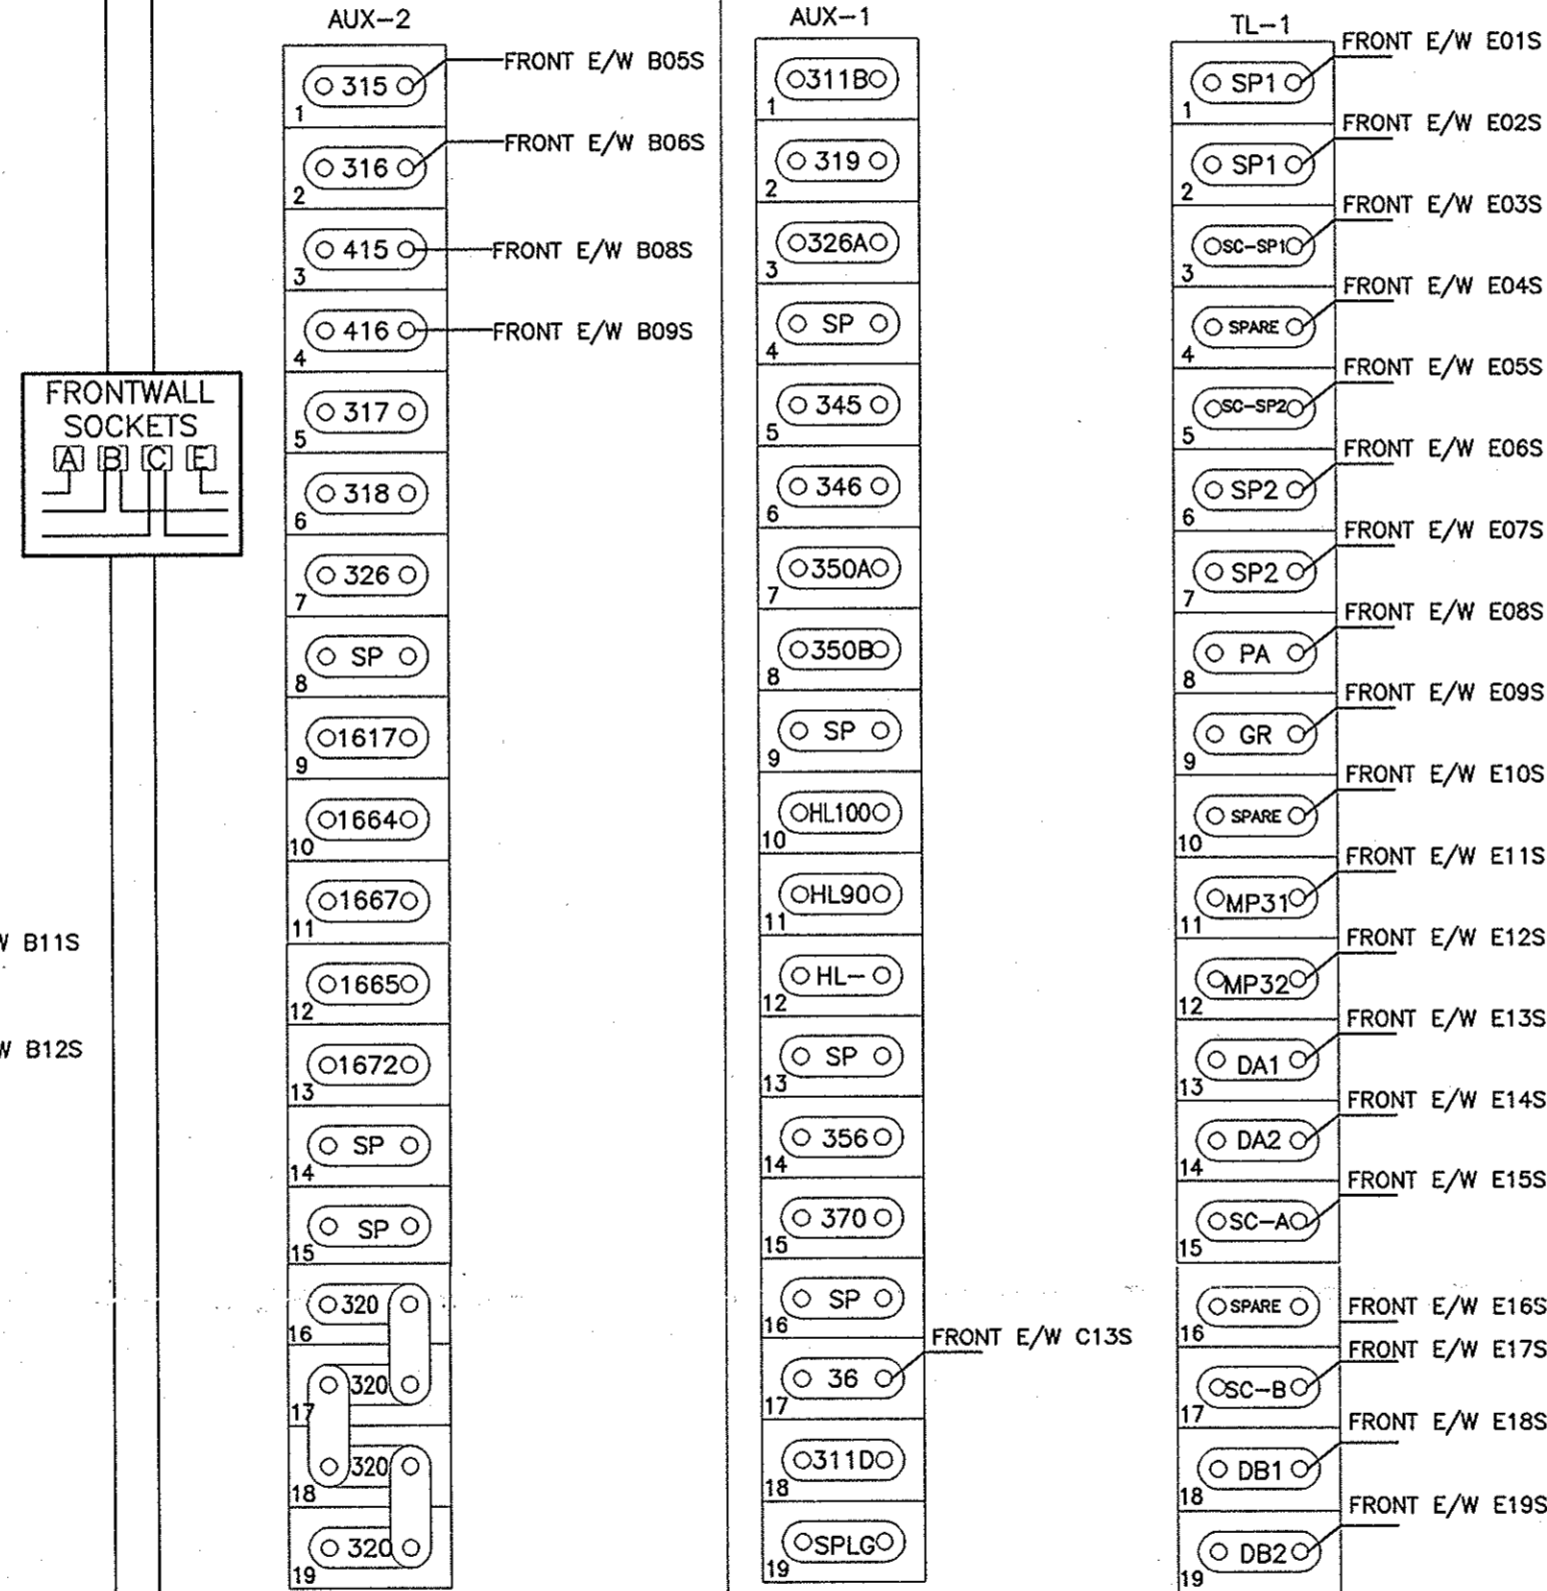 AUX-2
315
FRONT E/W B05S
1
316
FRONT E/W B06S
2
415
FRONT E/W B08S
3
416
FRONT E/W B09S
4
317
5
318
6
326
7
SP
8
1617
9
1664
10
1667
11
1665
12
1672
13
SP
14
SP
15
320
16
320
17
320
18
320
19
FRONTWALL
SOCKETS
A B C E
W B11S
W B12S
AUX-1
311B
1
319
2
326A
3
SP
4
345
5
346
6
350A
7
350B
8
SP
9
HL100
10
HL90
11
HL-
12
SP
13
356
14
370
15
SP
16
FRONT E/W C13S
36
17
311D
18
SPLG
19
TL-1
FRONT E/W E01S
SP1
1
FRONT E/W E02S
SP1
2
FRONT E/W E03S
SC-SP1
3
FRONT E/W E04S
SPARE
4
FRONT E/W E05S
SC-SP2
5
FRONT E/W E06S
SP2
6
FRONT E/W E07S
SP2
7
FRONT E/W E08S
PA
8
FRONT E/W E09S
GR
9
FRONT E/W E10S
SPARE
10
FRONT E/W E11S
MP31
11
FRONT E/W E12S
MP32
12
FRONT E/W E13S
DA1
13
FRONT E/W E14S
DA2
14
FRONT E/W E15S
SC-A
15
FRONT E/W E16S
SPARE
16
FRONT E/W E17S
SC-B
17
FRONT E/W E18S
DB1
18
FRONT E/W E19S
DB2
19